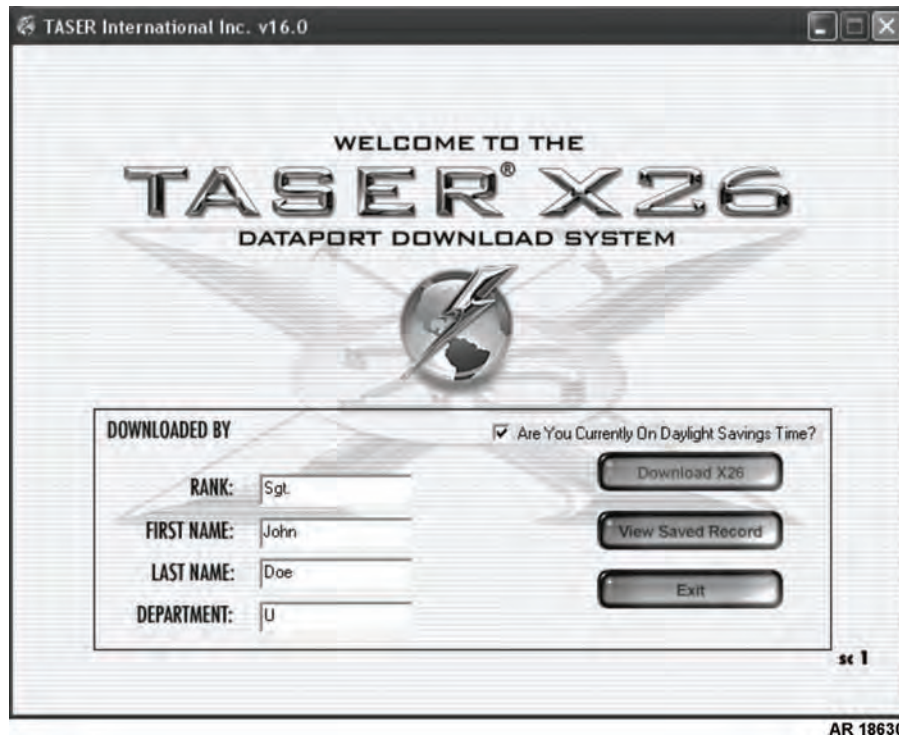 TASER International Inc. v16.0
WELCOME TO THE
TASER® X26
DATAPORT DOWNLOAD SYSTEM
DOWNLOADED BY
Are You Currently On Daylight Savings Time?
Download X26
RANK: Sgt.
FIRST NAME: John
View Saved Record
LAST NAME: Doe
Exit
DEPARTMENT: U
sc 1
AR 18630